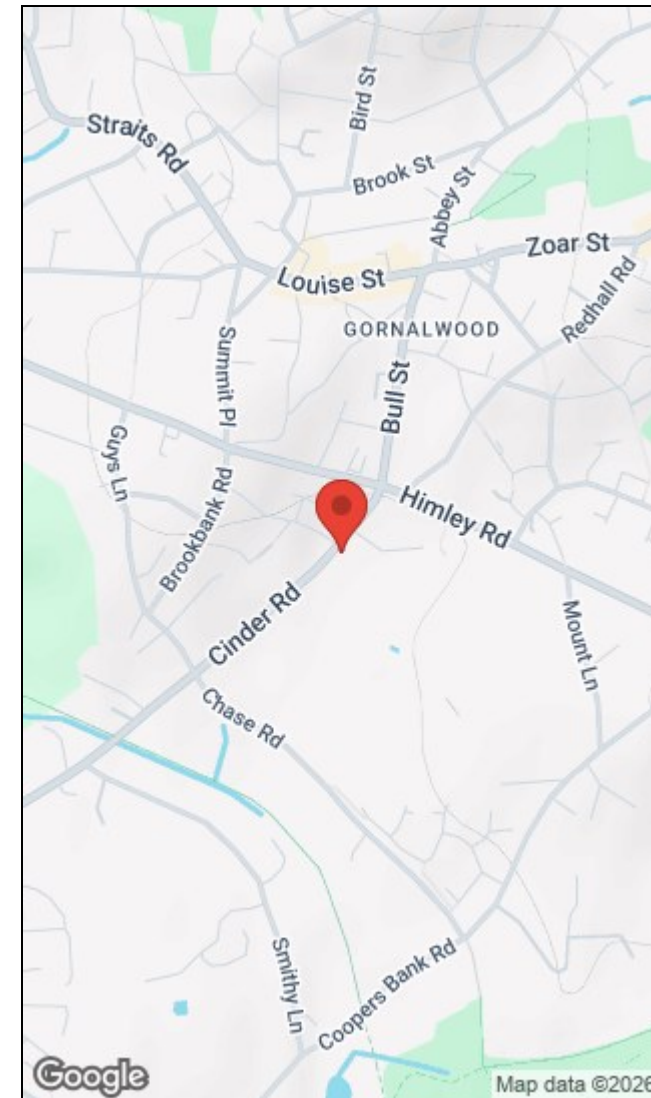 Bird St
Straits Rd
Brook St
Abbey St
Zoar St
Louise St
Redhall Rd
GORNALWOOD
Summit Pl
Bull St
Guys Ln
Brookbank Rd
Himley Rd
Cinder Rd
Mount Ln
Chase Rd
Smithy Ln
Coopers Bank Rd
Google
Map data ©2026